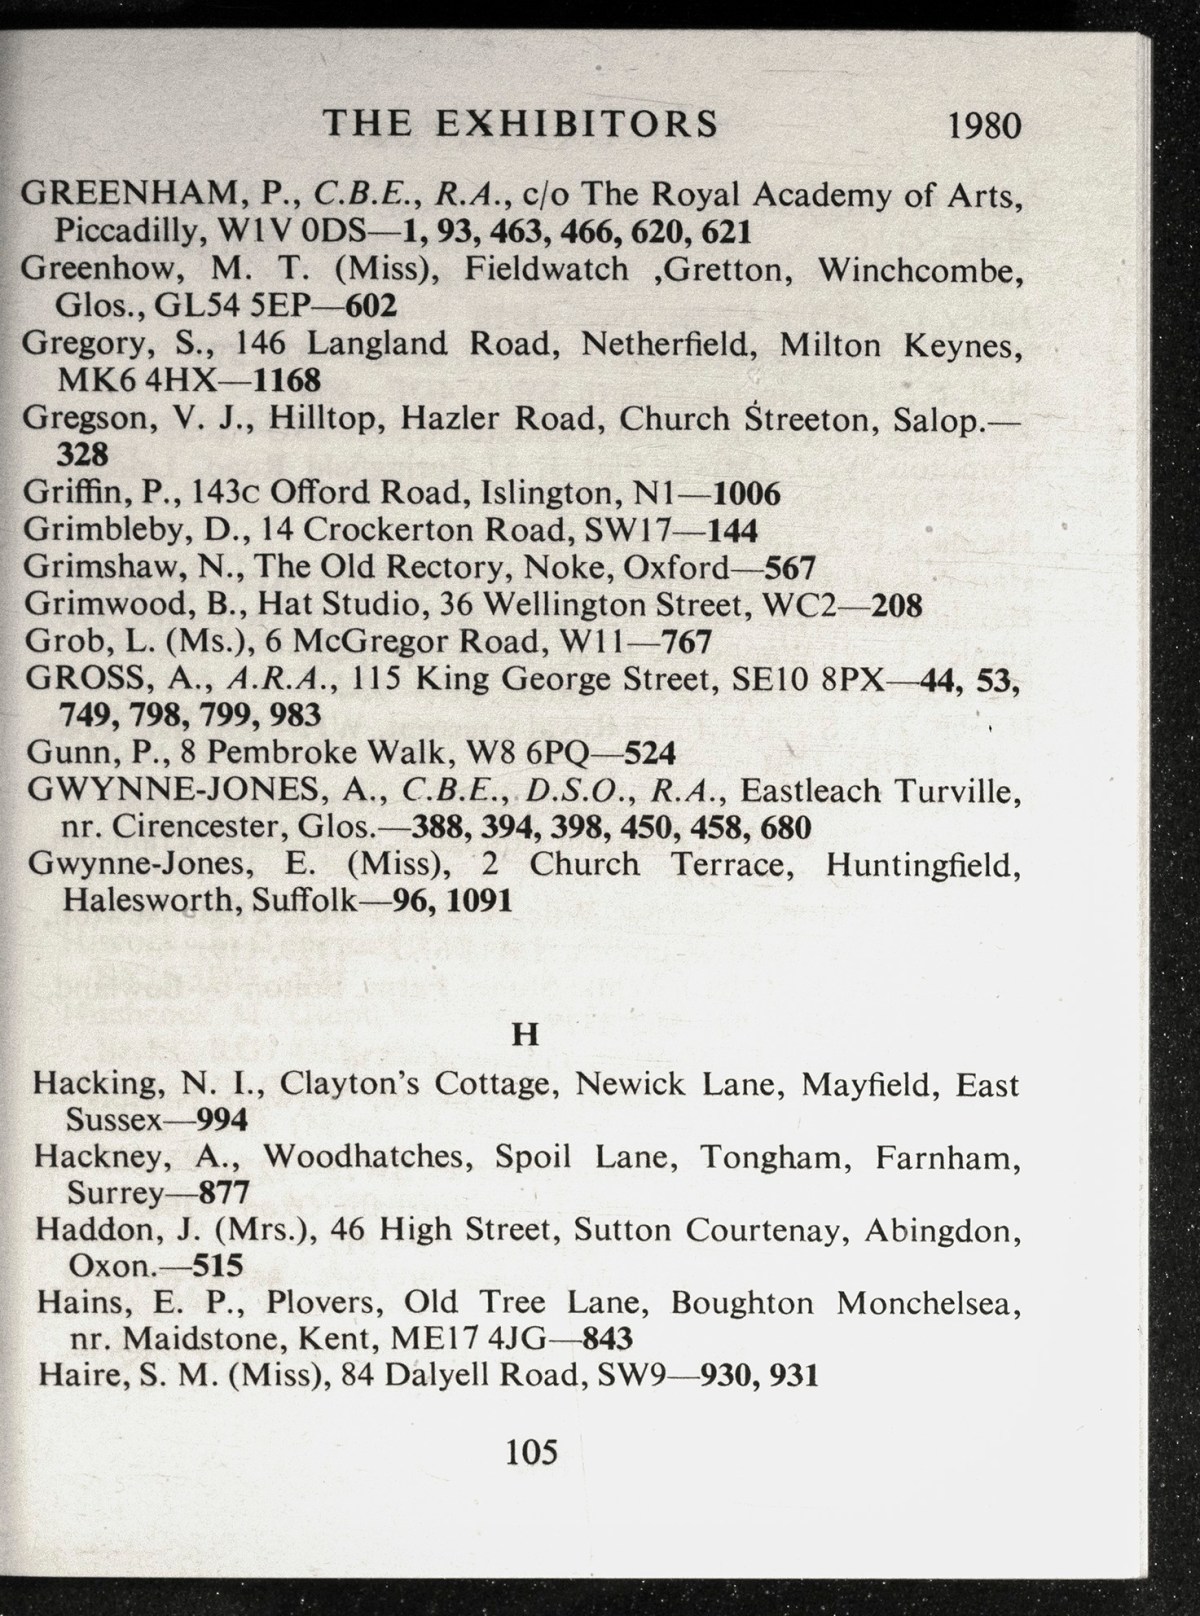 THE EXHIBITORS 1980
GREENHAM, P., C.B.E., R.A., c/o The Royal Academy of Arts,
Piccadilly, W1V 0DS—1, 93, 463, 466, 620, 621
Greenhow, M. T. (Miss), Fieldwatch ,Gretton, Winchcombe,
Glos., GL54 5EP—602
Gregory, S., 146 Langland Road, Netherfield, Milton Keynes,
MK6 4HX—1168
Gregson, V. J., Hilltop, Hazler Road, Church Streeton, Salop.—
328
Griffin, P., 143c Offord Road, Islington, N1—1006
Grimbleby, D., 14 Crockerton Road, SW17—144
Grimshaw, N., The Old Rectory, Noke, Oxford—567
Grimwood, B., Hat Studio, 36 Wellington Street, WC2—208
Grob, L. (Ms.), 6 McGregor Road, W11—767
GROSS, A., A.R.A., 115 King George Street, SE10 8PX—44, 53,
749, 798, 799, 983
Gunn, P., 8 Pembroke Walk, W8 6PQ—524
GWYNNE-JONES, A., C.B.E., D.S.O., R.A., Eastleach Turville,
nr. Cirencester, Glos.—388, 394, 398, 450, 458, 680
Gwynne-Jones, E. (Miss), 2 Church Terrace, Huntingfield,
Halesworth, Suffolk—96, 1091
H
Hacking, N. I., Clayton's Cottage, Newick Lane, Mayfield, East
Sussex—994
Hackney, A., Woodhatches, Spoil Lane, Tongham, Farnham,
Surrey—877
Haddon, J. (Mrs.), 46 High Street, Sutton Courtenay, Abingdon,
Oxon.—515
Hains, E. P., Plovers, Old Tree Lane, Boughton Monchelsea,
nr. Maidstone, Kent, ME17 4JG—843
Haire, S. M. (Miss), 84 Dalyell Road, SW9—930, 931
105